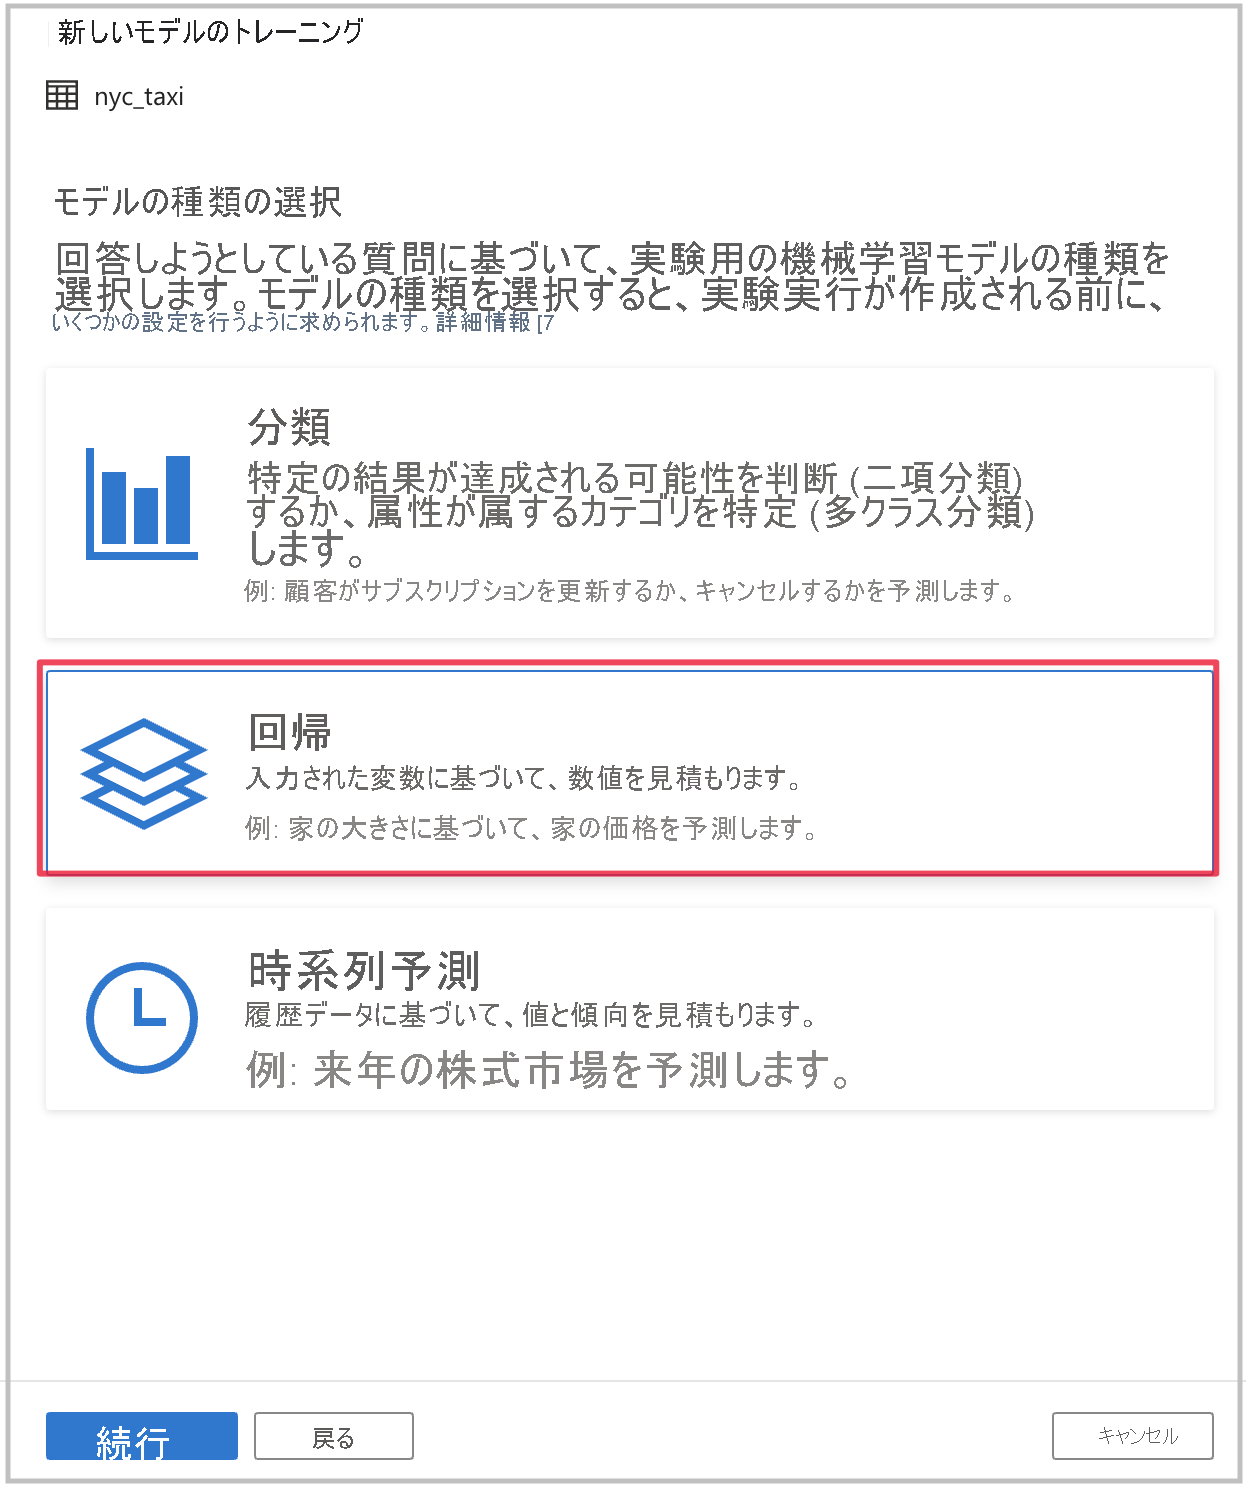 新しいモデルのトレーニング
nyc_taxi
モデルの種類の選択
回答しようとしている質問に基づいて、実験用の機械学習モデルの種類を
選択します。モデルの種類を選択すると、実験実行が作成される前に、
いくつかの設定を行うように求められます。詳細情報 [7
分類
特定の結果が達成される可能性を判断 (二項分類)
するか、属性が属するカテゴリを特定 (多クラス分類)
します。
例: 顧客がサブスクリプションを更新するか、キャンセルするかを予測します。
回帰
入力された変数に基づいて、数値を見積もります。
例: 家の大きさに基づいて、家の価格を予測します。
時系列予測
履歴データに基づいて、値と傾向を見積もります。
例: 来年の株式市場を予測します。
続行
戻る
キャンセル